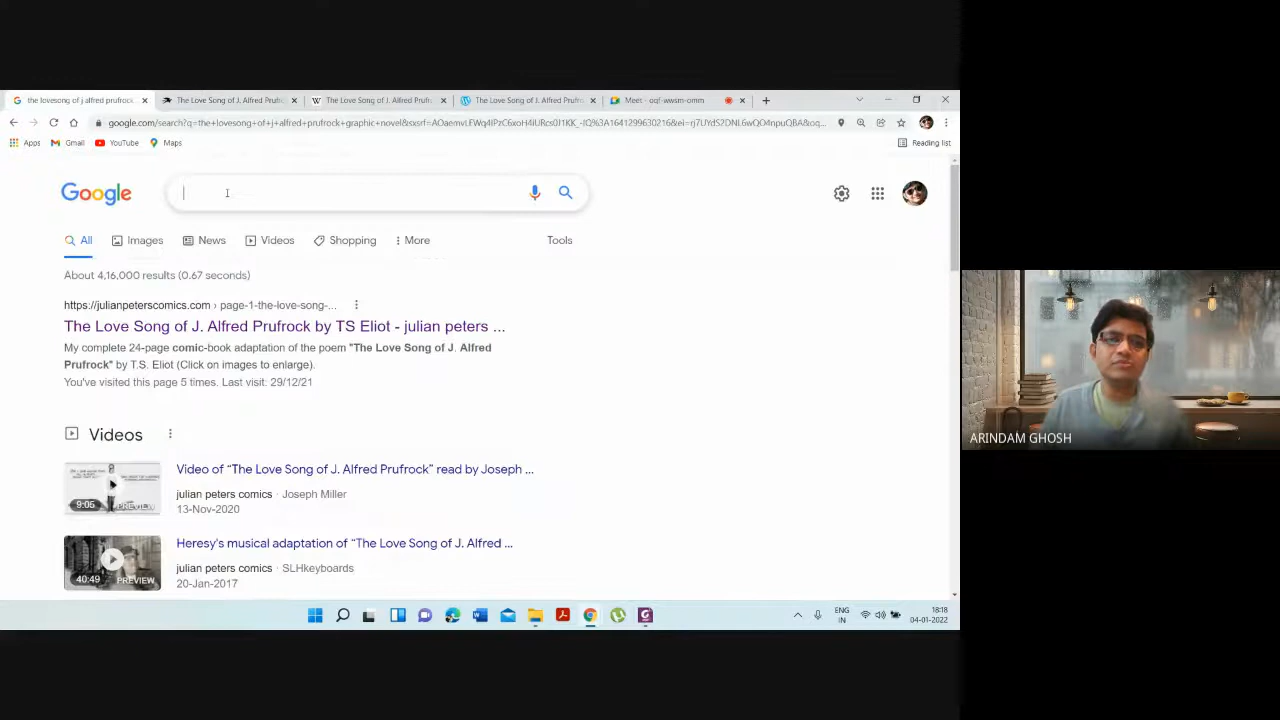 the lovesong of j alfred prufrock
The Love Song of J. Alfred Prufr
The Love Song of J. Alfred Prufr
The Love Song of J. Alfred Prufr
Meet - oqf-wwsm-omm
Apps
Gmail
YouTube
Maps
Reading list
Google
All
Images
News
Videos
Shopping
More
Tools
About 4,16,000 results (0.67 seconds)
https://julianpeterscomics.com › page-1-the-love-song-...
The Love Song of J. Alfred Prufrock by TS Eliot - julian peters ...
My complete 24-page comic-book adaptation of the poem "The Love Song of J. Alfred
Prufrock" by T.S. Eliot (Click on images to enlarge).
You've visited this page 5 times. Last visit: 29/12/21
Videos
Video of “The Love Song of J. Alfred Prufrock” read by Joseph ...
julian peters comics · Joseph Miller
13-Nov-2020
9:05
PREVIEW
Heresy's musical adaptation of “The Love Song of J. Alfred ...
julian peters comics · SLHkeyboards
20-Jan-2017
40:49
PREVIEW
ENG
IN
18:18
04-01-2022
ARINDAM GHOSH